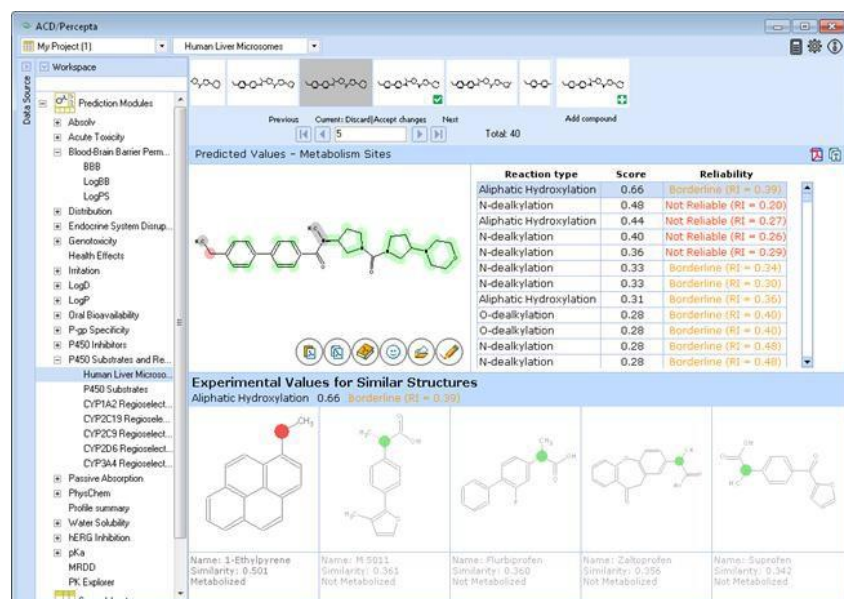 ACD/Percepta
My Project (1)
Human Liver Microsomes
Data Source
Workspace
Prediction Modules
Absolv
Acute Toxicity
Blood-Brain Barrier Perm...
BBB
LogBB
LogPS
Distribution
Endocrine System Disrup...
Genotoxicity
Health Effects
Irritation
LogD
LogP
Oral Bioavailability
P-gp Specificity
P450 Inhibitors
P450 Substrates and Re...
Human Liver Microso...
P450 Substrates
CYP1A2 Regioselect...
CYP2C19 Regiosele...
CYP2C9 Regioselect...
CYP2D6 Regioselect...
CYP3A4 Regioselect...
Passive Absorption
PhysChem
Profile summary
Water Solubility
hERG Inhibition
pKa
MRDD
PK Explorer
Previous Current: Discard|Accept changes Next
5
Total: 40
Add compound
Predicted Values - Metabolism Sites
Reaction type Score Reliability
Aliphatic Hydroxylation 0.66 Borderline (RI = 0.39)
N-dealkylation 0.48 Not Reliable (RI = 0.20)
Aliphatic Hydroxylation 0.44 Not Reliable (RI = 0.27)
N-dealkylation 0.40 Not Reliable (RI = 0.26)
N-dealkylation 0.36 Not Reliable (RI = 0.29)
N-dealkylation 0.33 Borderline (RI = 0.34)
N-dealkylation 0.33 Borderline (RI = 0.30)
Aliphatic Hydroxylation 0.31 Borderline (RI = 0.36)
O-dealkylation 0.28 Borderline (RI = 0.40)
O-dealkylation 0.28 Borderline (RI = 0.40)
N-dealkylation 0.28 Borderline (RI = 0.48)
N-dealkylation 0.28 Borderline (RI = 0.48)
Experimental Values for Similar Structures
Aliphatic Hydroxylation 0.66 Borderline (RI = 0.39)
CH3
Name: 1-Ethylpyrene
Similarity: 0.501
Metabolized
Name: M 5011
Similarity: 0.361
Not Metabolized
Name: Flurbiprofen
Similarity: 0.360
Not Metabolized
Name: Zaltoprofen
Similarity: 0.356
Not Metabolized
Name: Suprofen
Similarity: 0.342
Not Metabolized